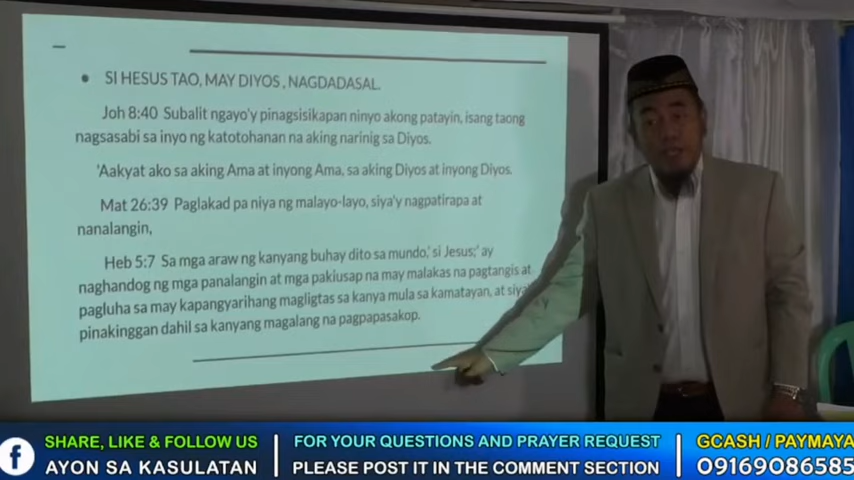 SI HESUS TAO, MAY DIYOS , NAGDADASAL.
Joh 8:40 Subalit ngayo'y pinagsisikapan ninyo akong patayin, isang taong
nagsasabi sa inyo ng katotohanan na aking narinig sa Diyos.
'Aakyat ako sa aking Ama at inyong Ama, sa aking Diyos at inyong Diyos.
Mat 26:39 Paglakad pa niya ng malayo-layo, siya'y nagpatirapa at
nanalangin,
Heb 5:7 Sa mga araw ng kanyang buhay dito sa mundo,' si Jesus;' ay
naghandog ng mga panalangin at mga pakiusap na may malakas na pagtangis at
pagluha sa may kapangyarihang magligtas sa kanya mula sa kamatayan, at siya'y
pinakinggan dahil sa kanyang magalang na pagpapasakop.
f
SHARE, LIKE & FOLLOW US
AYON SA KASULATAN
FOR YOUR QUESTIONS AND PRAYER REQUEST
PLEASE POST IT IN THE COMMENT SECTION
GCASH / PAYMAYA
09169086585